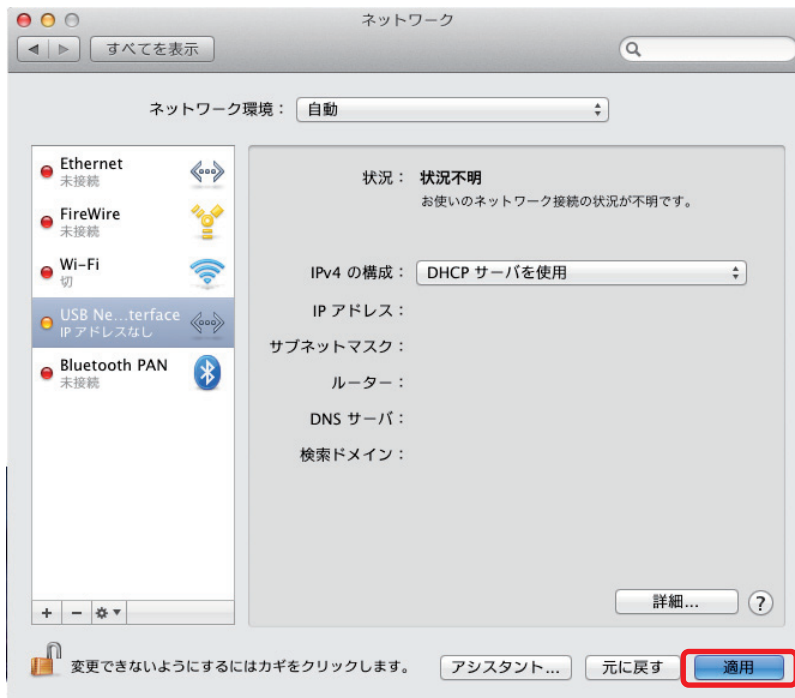 ネットワーク
すべてを表示
ネットワーク環境： 自動
Ethernet
未接続
FireWire
未接続
Wi-Fi
切
USB Ne...terface
IP アドレスなし
Bluetooth PAN
未接続
状況： 状況不明
お使いのネットワーク接続の状況が不明です。
IPv4 の構成： DHCP サーバを使用
IP アドレス：
サブネットマスク：
ルーター：
DNS サーバ：
検索ドメイン：
+ −
詳細... ?
変更できないようにするにはカギをクリックします。
アシスタント... 元に戻す 適用